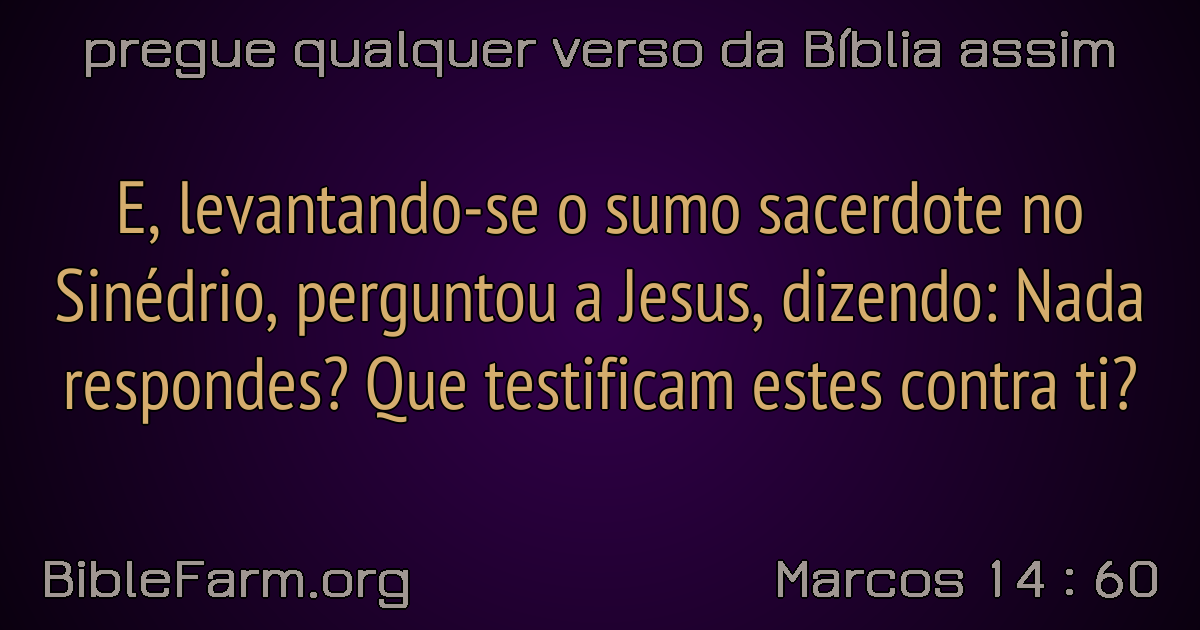 pregue qualquer verso da Bíblia assim
E, levantando-se o sumo sacerdote no
Sinédrio, perguntou a Jesus, dizendo: Nada
respondes? Que testificam estes contra ti?
BibleFarm.org
Marcos 14 : 60